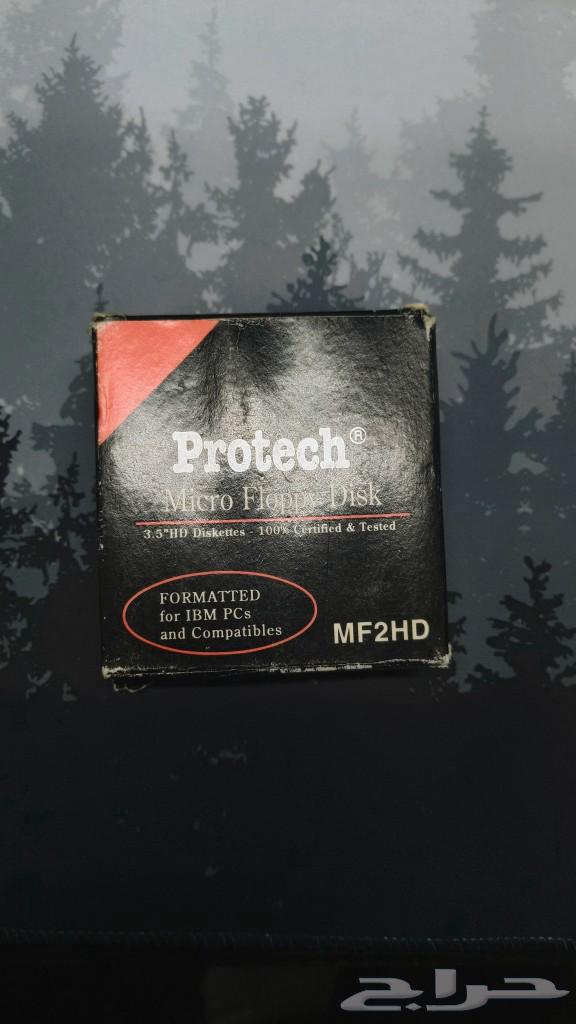 Protech®
Micro Floppy Disk
3.5"HD Diskettes - 100% Certified & Tested
FORMATTED
for IBM PCs
and Compatibles
MF2HD
حراج